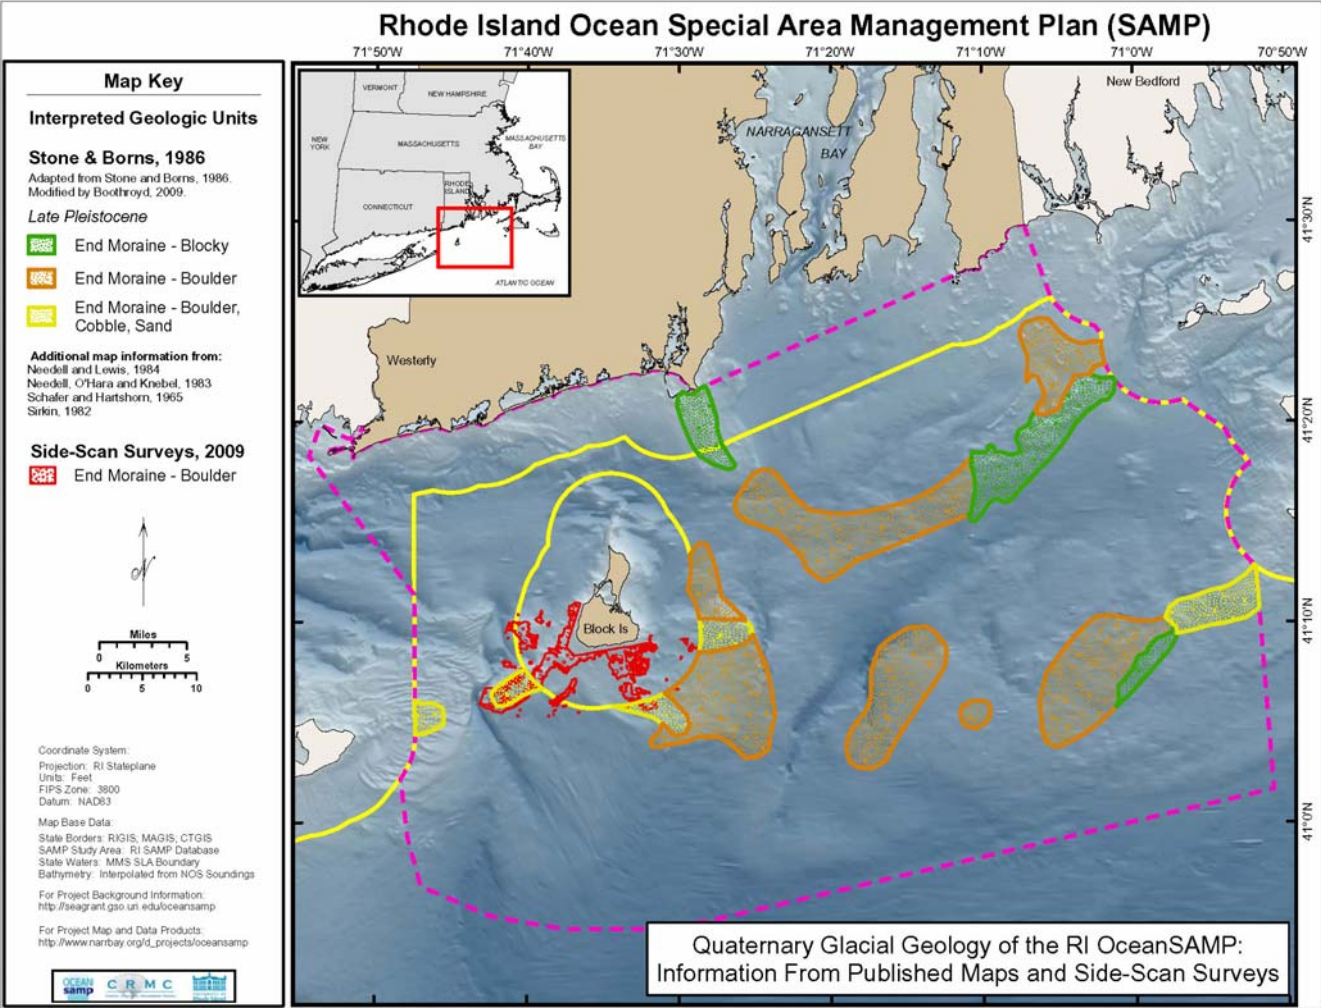 Rhode Island Ocean Special Area Management Plan (SAMP)
71°50'W
71°40'W
71°30'W
71°20'W
71°10'W
71°0'W
70°50'W
Map Key
Interpreted Geologic Units
Stone & Borns, 1986
Adapted from Stone and Borns, 1986.
Modified by Boothroyd, 2009.
Late Pleistocene
End Moraine - Blocky
End Moraine - Boulder
End Moraine - Boulder,
Cobble, Sand
Additional map information from:
Needell and Lewis, 1984
Needell, O'Hara and Knebel, 1983
Schafer and Hartshorn, 1965
Sirkin, 1982
Side-Scan Surveys, 2009
End Moraine - Boulder
N
Miles
0 5
Kilometers
0 5 10
Coordinate System:
Projection: RI Stateplane
Units: Feet
FIPS Zone: 3800
Datum: NAD83
Map Base Data:
State Borders: RIGIS, MAGIS, CTGIS
SAMP Study Area: RI SAMP Database
State Waters: MMS SLA Boundary
Bathymetry: Interpolated from NOS Soundings
For Project Background Information:
http://seagrant.gso.uri.edu/oceansamp
For Project Map and Data Products:
http://www.narrbay.org/d_projects/oceansamp
OCEAN
samp
CRMC
VERMONT
NEW HAMPSHIRE
NEW
YORK
MASSACHUSETTS
MASSACHUSETTS
BAY
RHODE
ISLAND
CONNECTICUT
ATLANTIC OCEAN
NARRAGANSETT
BAY
New Bedford
Westerly
Block Is
41°30'N
41°20'N
41°10'N
41°0'N
Quaternary Glacial Geology of the RI OceanSAMP:
Information From Published Maps and Side-Scan Surveys